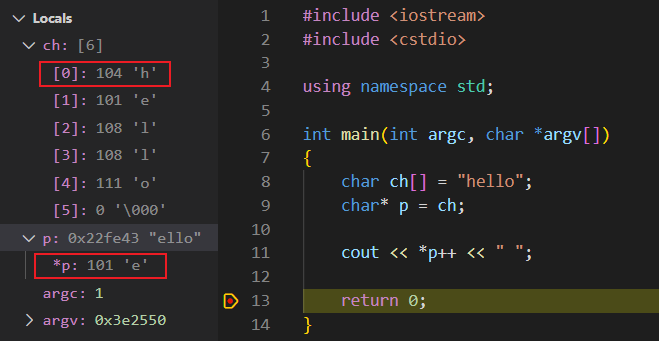 Locals
ch: [6]
[0]: 104 'h'
[1]: 101 'e'
[2]: 108 'l'
[3]: 108 'l'
[4]: 111 'o'
[5]: 0 '\000'
p: 0x22fe43 "ello"
*p: 101 'e'
argc: 1
argv: 0x3e2550
1 #include <iostream>
2 #include <cstdio>
3
4 using namespace std;
5
6 int main(int argc, char *argv[])
7 {
8 char ch[] = "hello";
9 char* p = ch;
10
11 cout << *p++ << " ";
12
13 return 0;
14 }